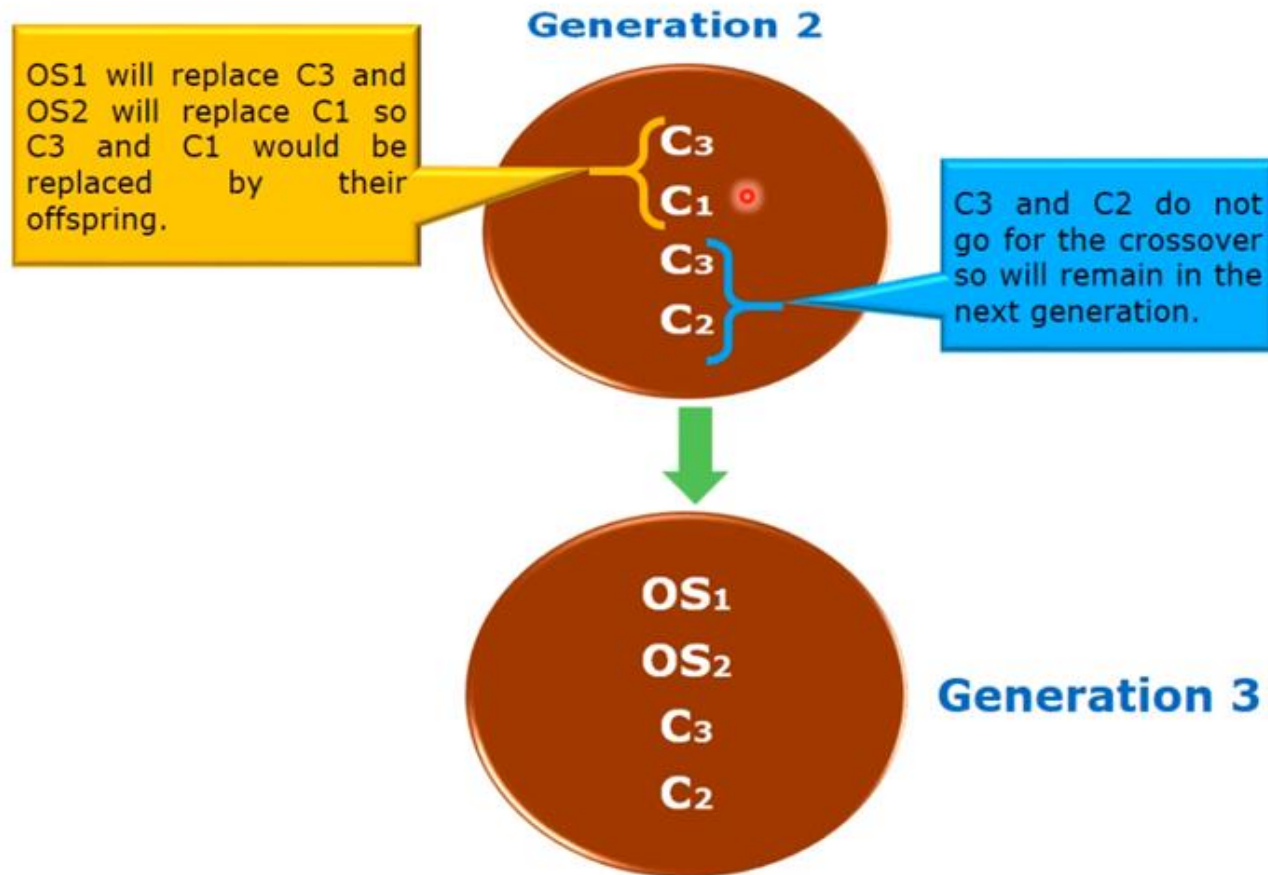 Generation 2
OS1 will replace C3 and
OS2 will replace C1 so
C3 and C1 would be
replaced by their
offspring.
C3
C1
C3
C2
C3 and C2 do not
go for the crossover
so will remain in the
next generation.
OS1
OS2
C3
C2
Generation 3